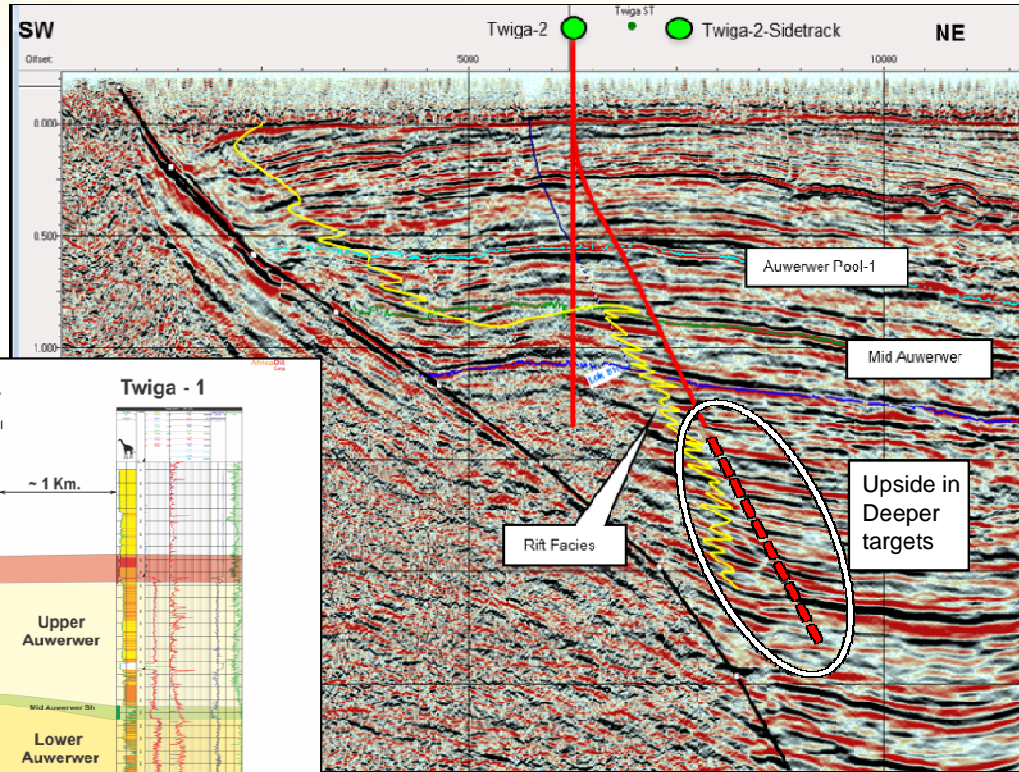 SW
Twiga-2
Twiga ST
Twiga-2-Sidetrack
NE
Offset:
5000
10000
0.000
0.500
1.000
Auwerwer Pool-1
Mid Auwerwer
Rift Facies
Upside in
Deeper
targets
AfricaOil
Corp
Twiga - 1
~ 1 Km.
Upper
Auwerwer
Mid Auwerwer Sh
Lower
Auwerwer